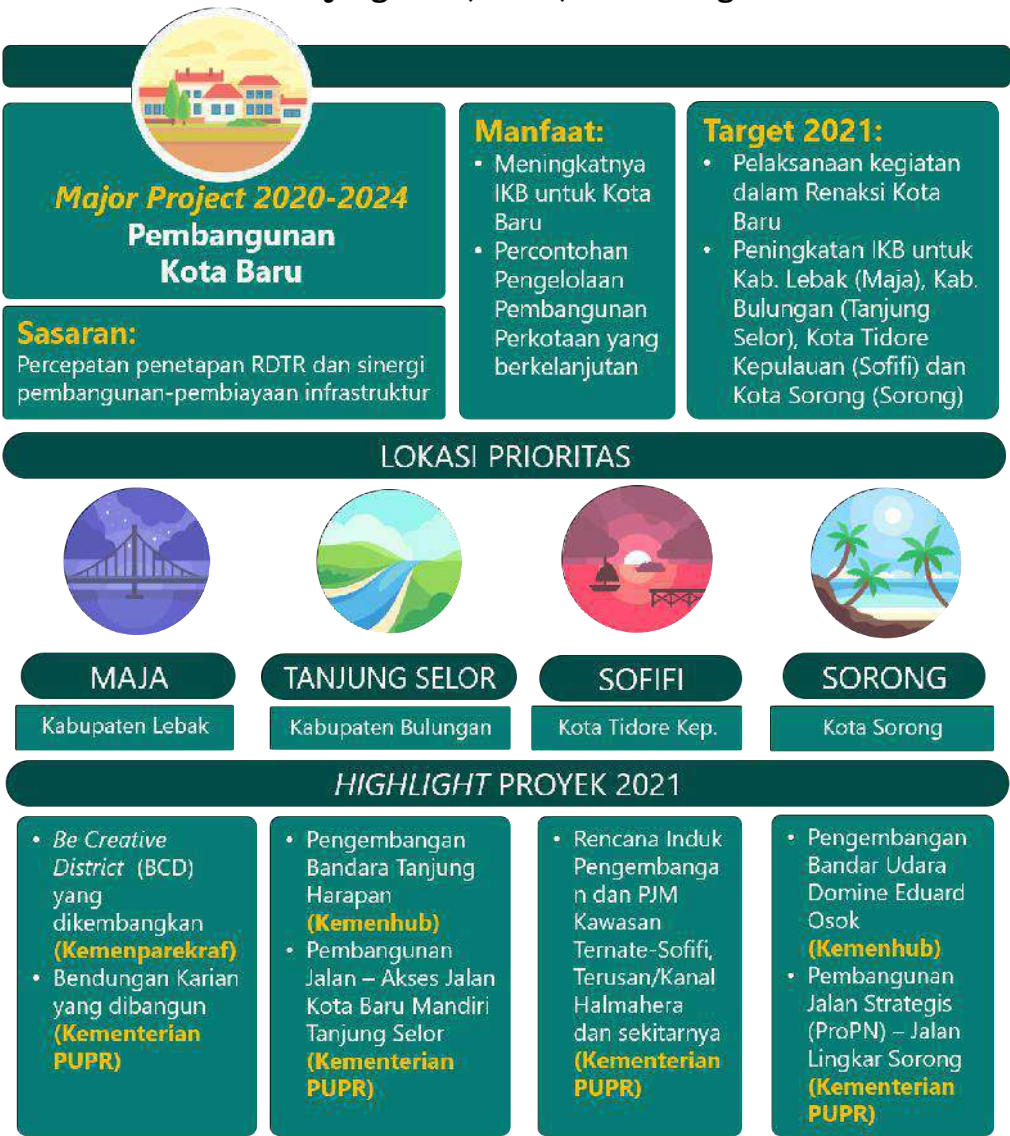 Major Project 2020-2024
Pembangunan
Kota Baru
Sasaran:
Percepatan penetapan RDTR dan sinergi
pembangunan-pembiayaan infrastruktur
Manfaat:
• Meningkatnya
IKB untuk Kota
Baru
• Percontohan
Pengelolaan
Pembangunan
Perkotaan yang
berkelanjutan
Target 2021:
• Pelaksanaan kegiatan
dalam Renaksi Kota
Baru
• Peningkatan IKB untuk
Kab. Lebak (Maja), Kab.
Bulungan (Tanjung
Selor), Kota Tidore
Kepulauan (Sofifi) dan
Kota Sorong (Sorong)
LOKASI PRIORITAS
MAJA
Kabupaten Lebak
TANJUNG SELOR
Kabupaten Bulungan
SOFIFI
Kota Tidore Kep.
SORONG
Kota Sorong
HIGHLIGHT PROYEK 2021
• Be Creative
District (BCD)
yang
dikembangkan
(Kemenparekraf)
• Bendungan Karian
yang dibangun
(Kementerian
PUPR)
• Pengembangan
Bandara Tanjung
Harapan
(Kemenhub)
• Pembangunan
Jalan – Akses Jalan
Kota Baru Mandiri
Tanjung Selor
(Kementerian
PUPR)
• Rencana Induk
Pengembanga
n dan PJM
Kawasan
Ternate-Sofifi,
Terusan/Kanal
Halmahera
dan sekitarnya
(Kementerian
PUPR)
• Pengembangan
Bandar Udara
Domine Eduard
Osok
(Kemenhub)
• Pembangunan
Jalan Strategis
(ProPN) – Jalan
Lingkar Sorong
(Kementerian
PUPR)